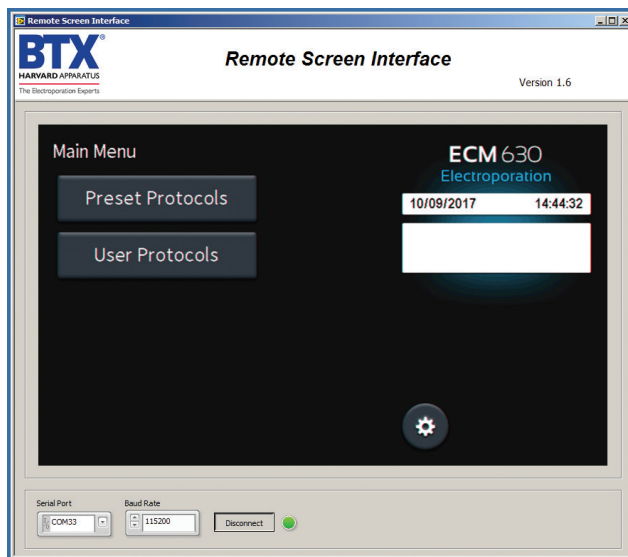 Remote Screen Interface
BTX®
HARVARD APPARATUS
The Electroporation Experts
Remote Screen Interface
Version 1.6
Main Menu
Preset Protocols
User Protocols
ECM 630
Electroporation
10/09/2017 14:44:32
Serial Port
COM33
Baud Rate
115200
Disconnect